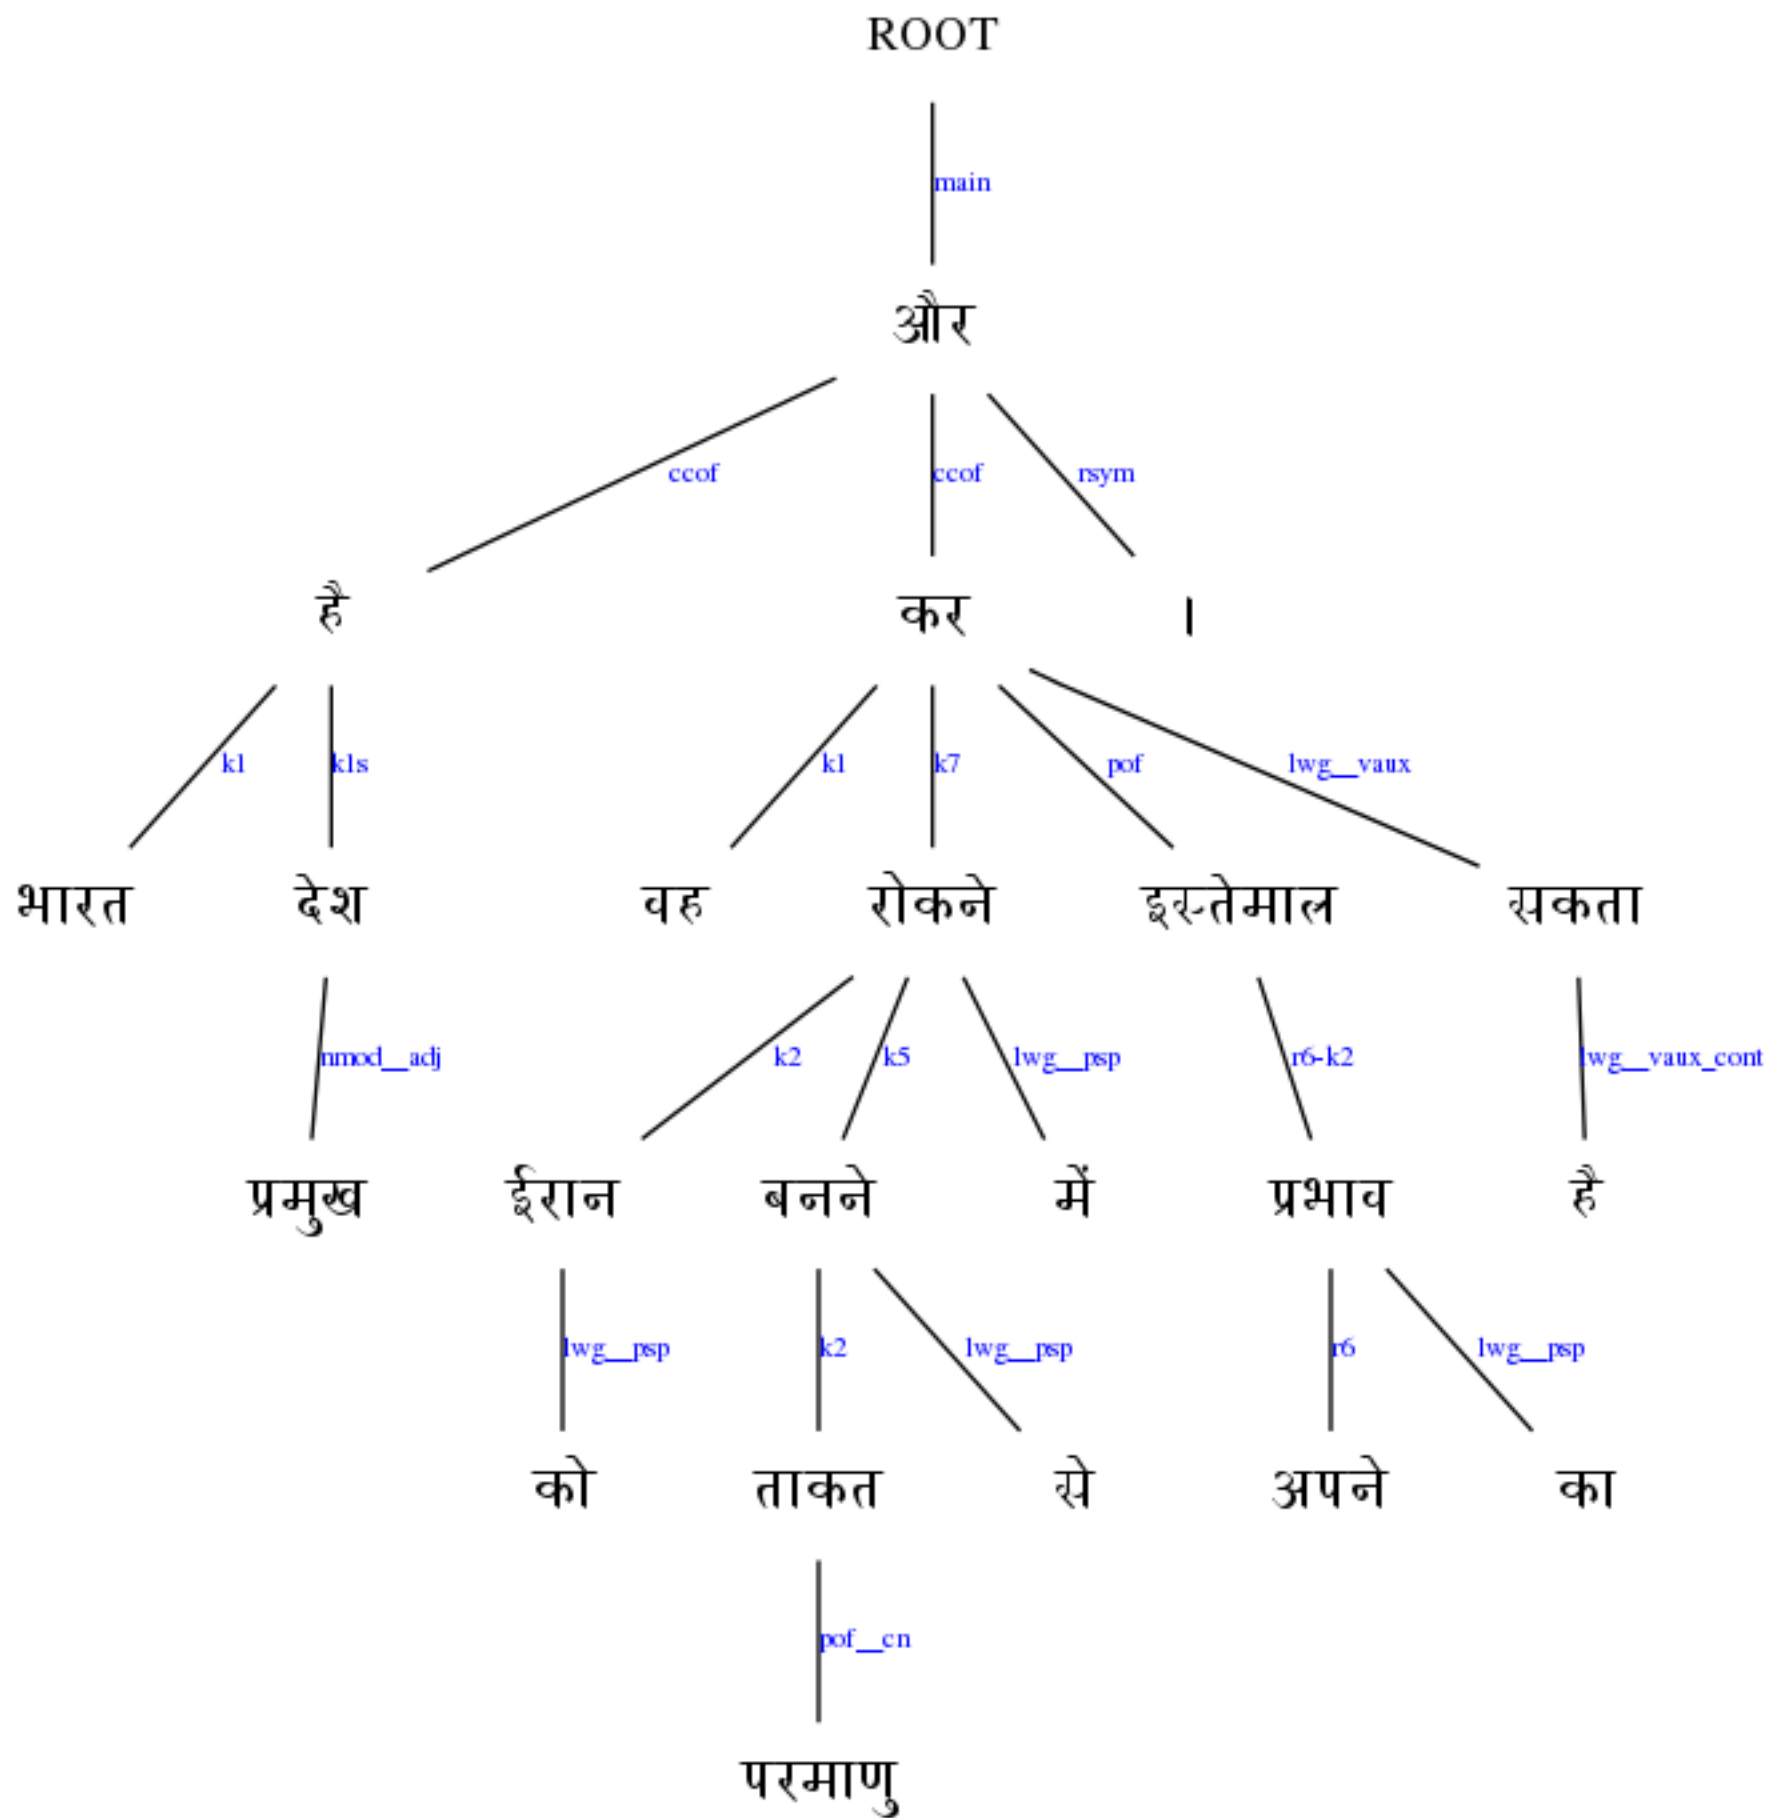 ROOT
main
और
ccof ccof rsym
है कर ।
k1 k1s k1 k7 pof lwg__vaux
भारत देश वह रोकने इस्तेमाल सकता
nmod__adj k2 k5 lwg__psp r6-k2 lwg__vaux_cont
प्रमुख ईरान बनने में प्रभाव है
lwg__psp k2 lwg__psp r6 lwg__psp
को ताकत से अपने का
pof__cn
परमाणु